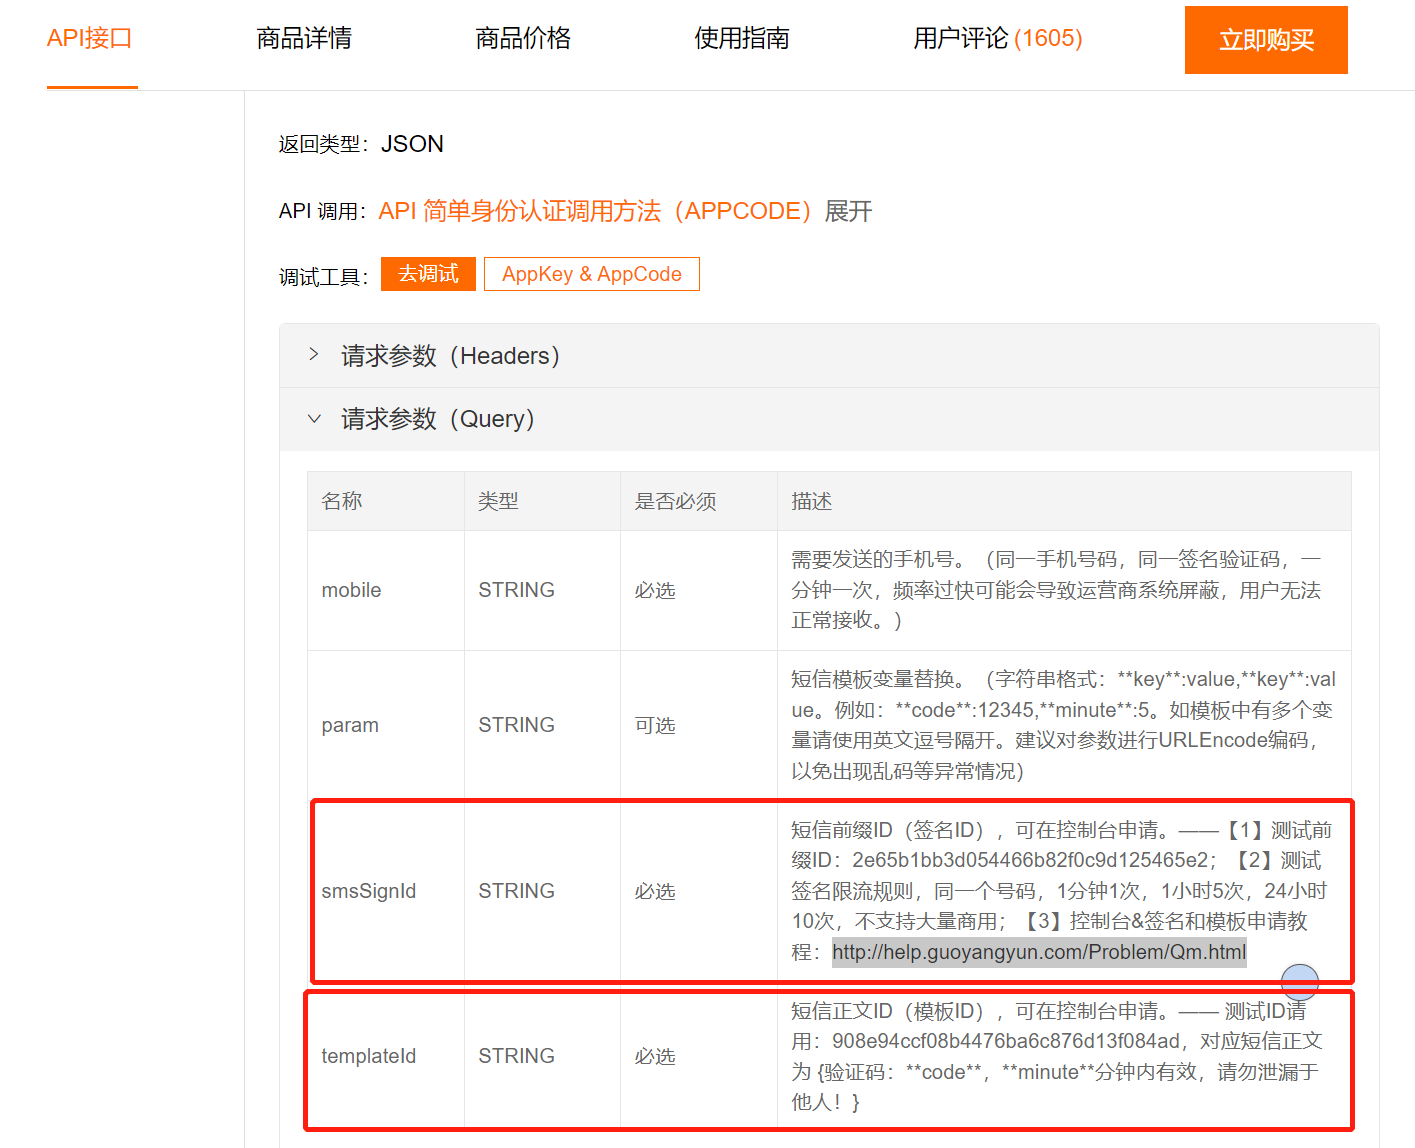 API接口
商品详情
商品价格
使用指南
用户评论 (1605)
立即购买
返回类型： JSON
API 调用： API 简单身份认证调用方法（APPCODE）展开
调试工具： 去调试 AppKey & AppCode
请求参数（Headers）
请求参数（Query）
名称 类型 是否必须 描述
mobile STRING 必选
需要发送的手机号。（同一手机号码，同一签名验证码，一
分钟一次，频率过快可能会导致运营商系统屏蔽，用户无法
正常接收。）
param STRING 可选
短信模板变量替换。（字符串格式：**key**:value,**key**:val
ue。例如：**code**:12345,**minute**:5。如模板中有多个变
量请使用英文逗号隔开。建议对参数进行URLEncode编码，
以免出现乱码等异常情况）
smsSignId STRING 必选
短信前缀ID（签名ID），可在控制台申请。——【1】测试前
缀ID：2e65b1bb3d054466b82f0c9d125465e2；【2】测试
签名限流规则，同一个号码，1分钟1次，1小时5次，24小时
10次，不支持大量商用；【3】控制台&签名和模板申请教
程：http://help.guoyangyun.com/Problem/Qm.html
templateId STRING 必选
短信正文ID（模板ID），可在控制台申请。—— 测试ID请
用：908e94ccf08b4476ba6c876d13f084ad，对应短信正文
为 {验证码：**code**，**minute**分钟内有效，请勿泄漏于
他人！}